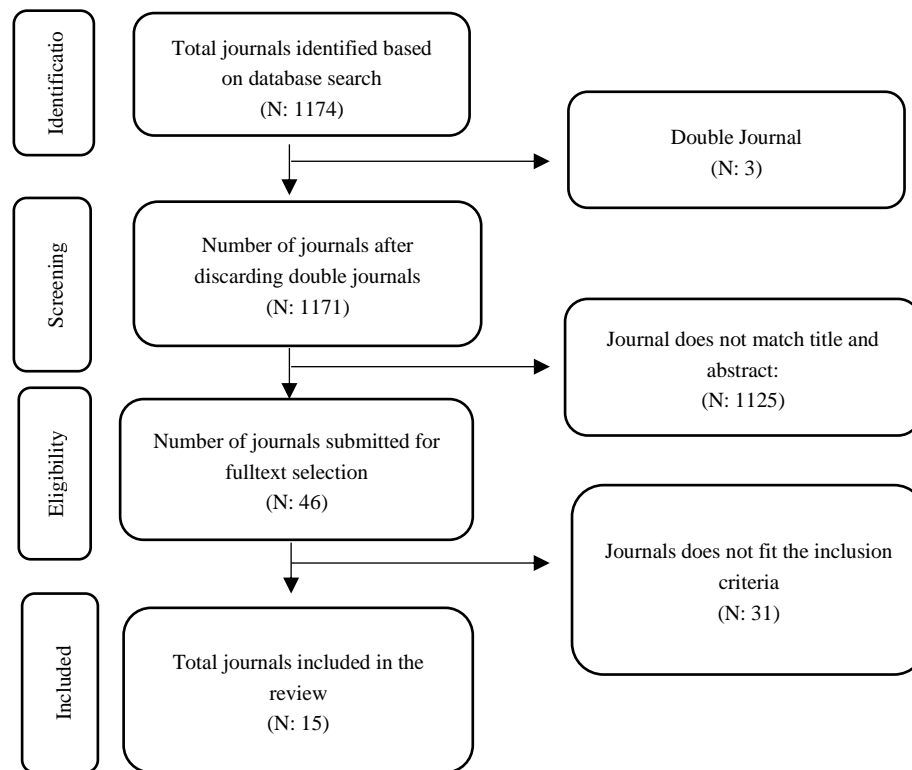 Identificatio
Total journals identified based
on database search
(N: 1174)
Double Journal
(N: 3)
Screening
Number of journals after
discarding double journals
(N: 1171)
Journal does not match title and
abstract:
(N: 1125)
Eligibility
Number of journals submitted for
fulltext selection
(N: 46)
Journals does not fit the inclusion
criteria
(N: 31)
Included
Total journals included in the
review
(N: 15)